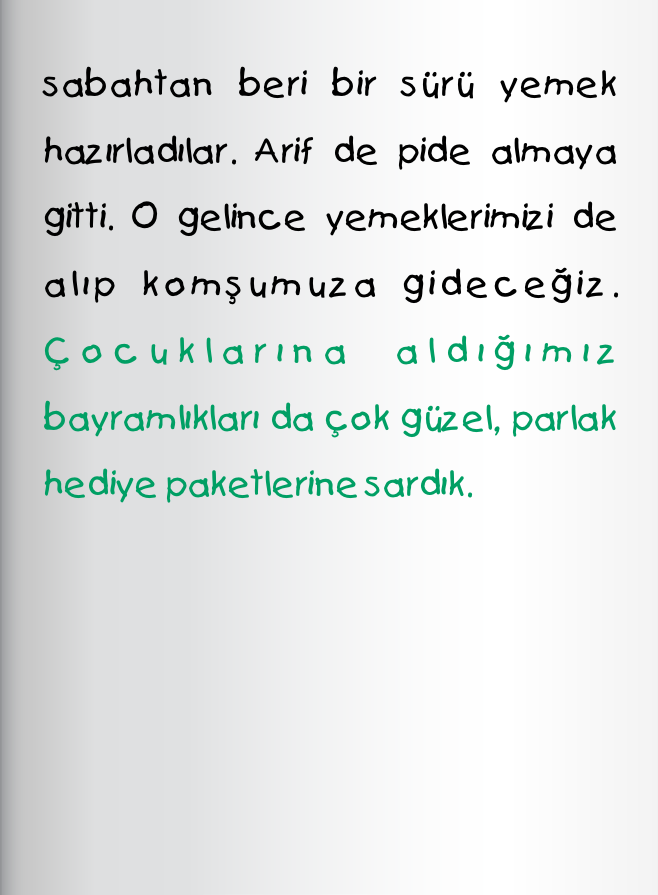 sabahtan beri bir sürü yemek
hazırladılar. Arif de pide almaya
gitti. O gelince yemeklerimizi de
alıp komşumuza gideceğiz.
Çocuklarına aldığımız
bayramlıkları da çok güzel, parlak
hediye paketlerine sardık.